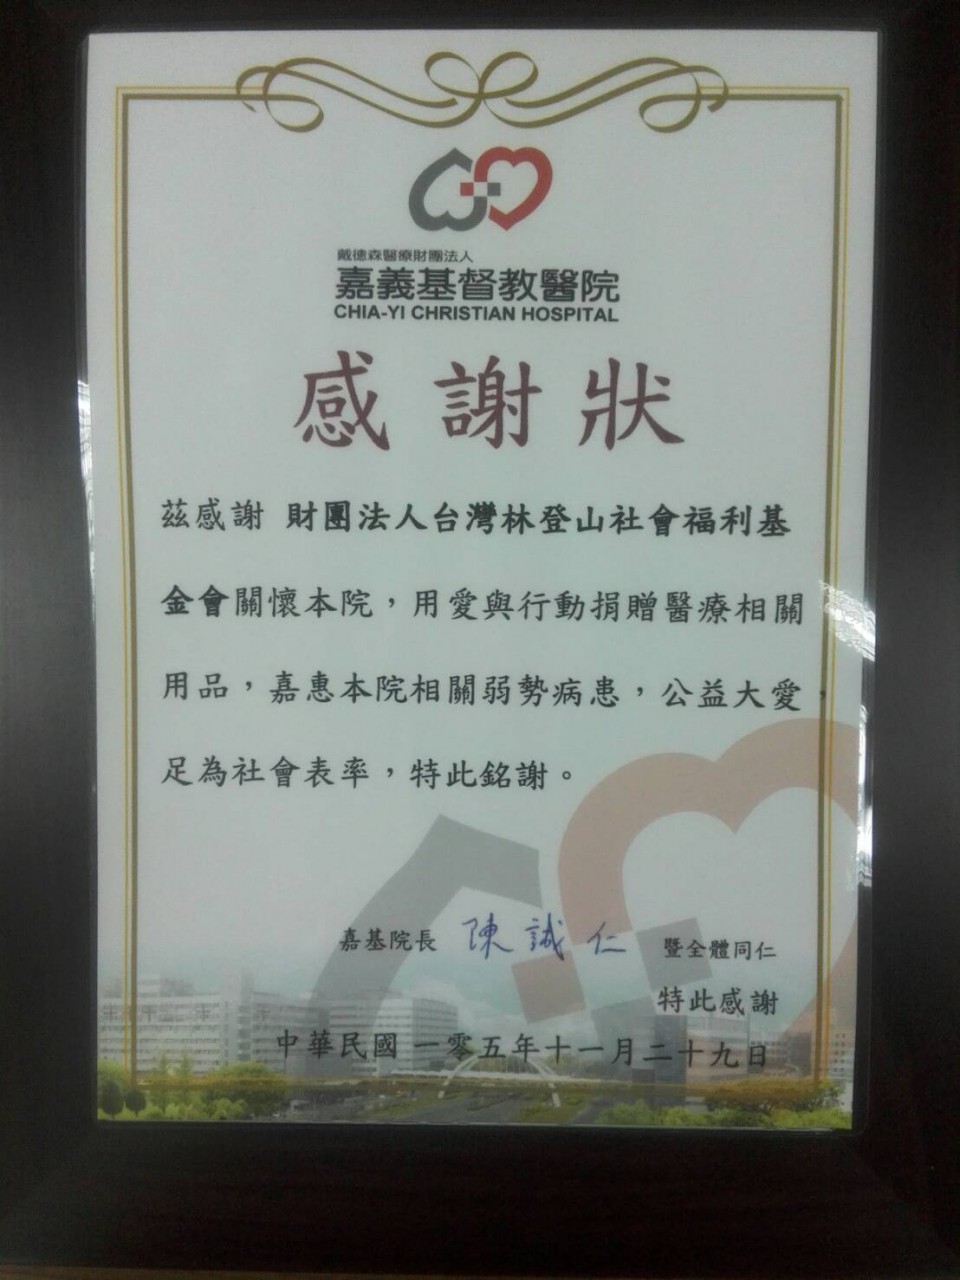 戴德森醫療財團法人
嘉義基督教醫院
CHIA-YI CHRISTIAN HOSPITAL
感謝狀
茲感謝 財團法人台灣林登山社會福利基
金會關懷本院，用愛與行動捐贈醫療相關
用品，嘉惠本院相關弱勢病患，公益大愛，
足為社會表率，特此銘謝。
嘉基院長 陳誠仁 暨全體同仁
特此感謝
中華民國 一零五年十一月二十九日